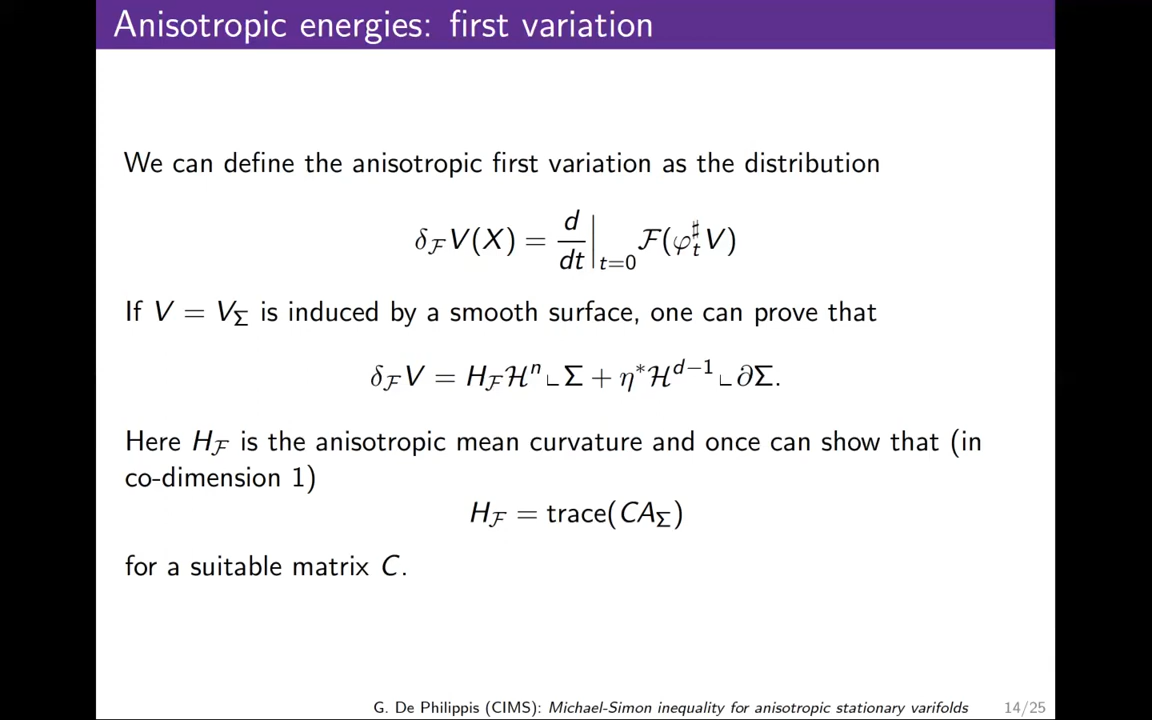 Anisotropic energies: first variation
We can define the anisotropic first variation as the distribution
δ_ℱ V(X) = d/dt |_{t=0} ℱ(φ_t^♯ V)
If V = V_Σ is induced by a smooth surface, one can prove that
δ_ℱ V = H_ℱ ℋ^n ⌞ Σ + η^* ℋ^{d−1} ⌞ ∂Σ.
Here H_ℱ is the anisotropic mean curvature and once can show that (in
co-dimension 1)
H_ℱ = trace(CA_Σ)
for a suitable matrix C.
G. De Philippis (CIMS): Michael-Simon inequality for anisotropic stationary varifolds 14/25